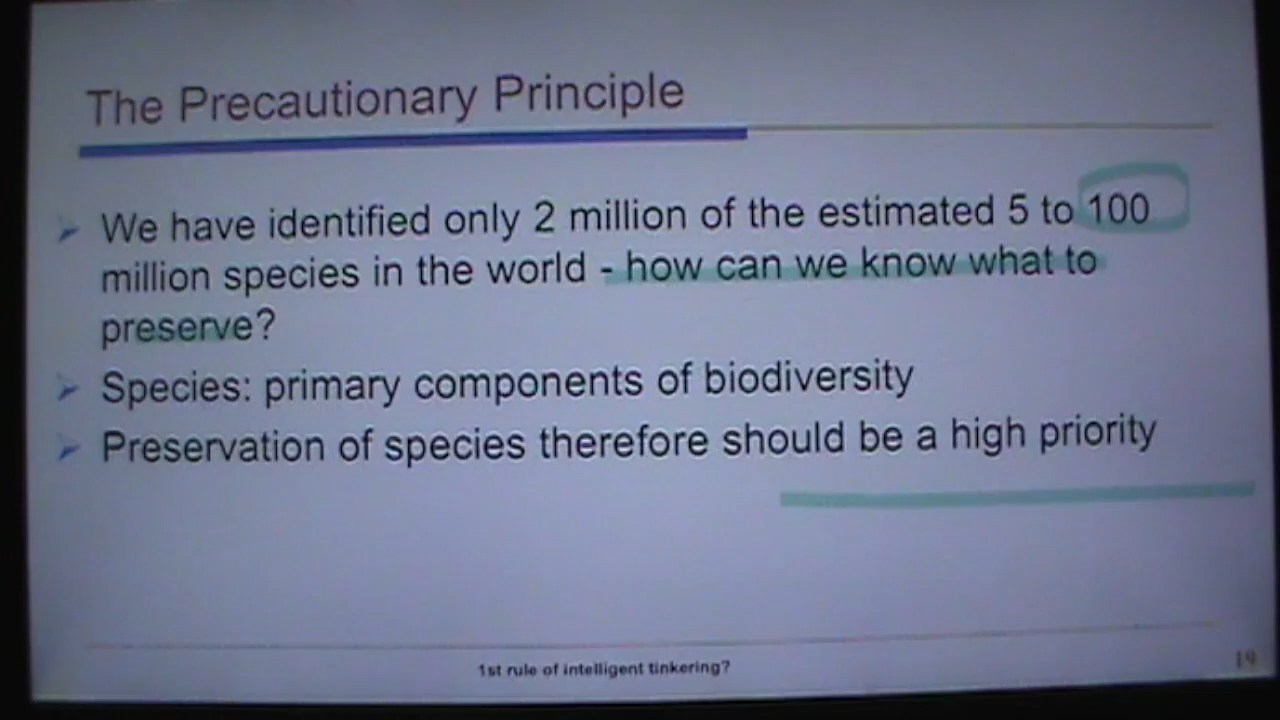 The Precautionary Principle
We have identified only 2 million of the estimated 5 to 100
million species in the world - how can we know what to
preserve?
Species: primary components of biodiversity
Preservation of species therefore should be a high priority
1st rule of intelligent tinkering?
19